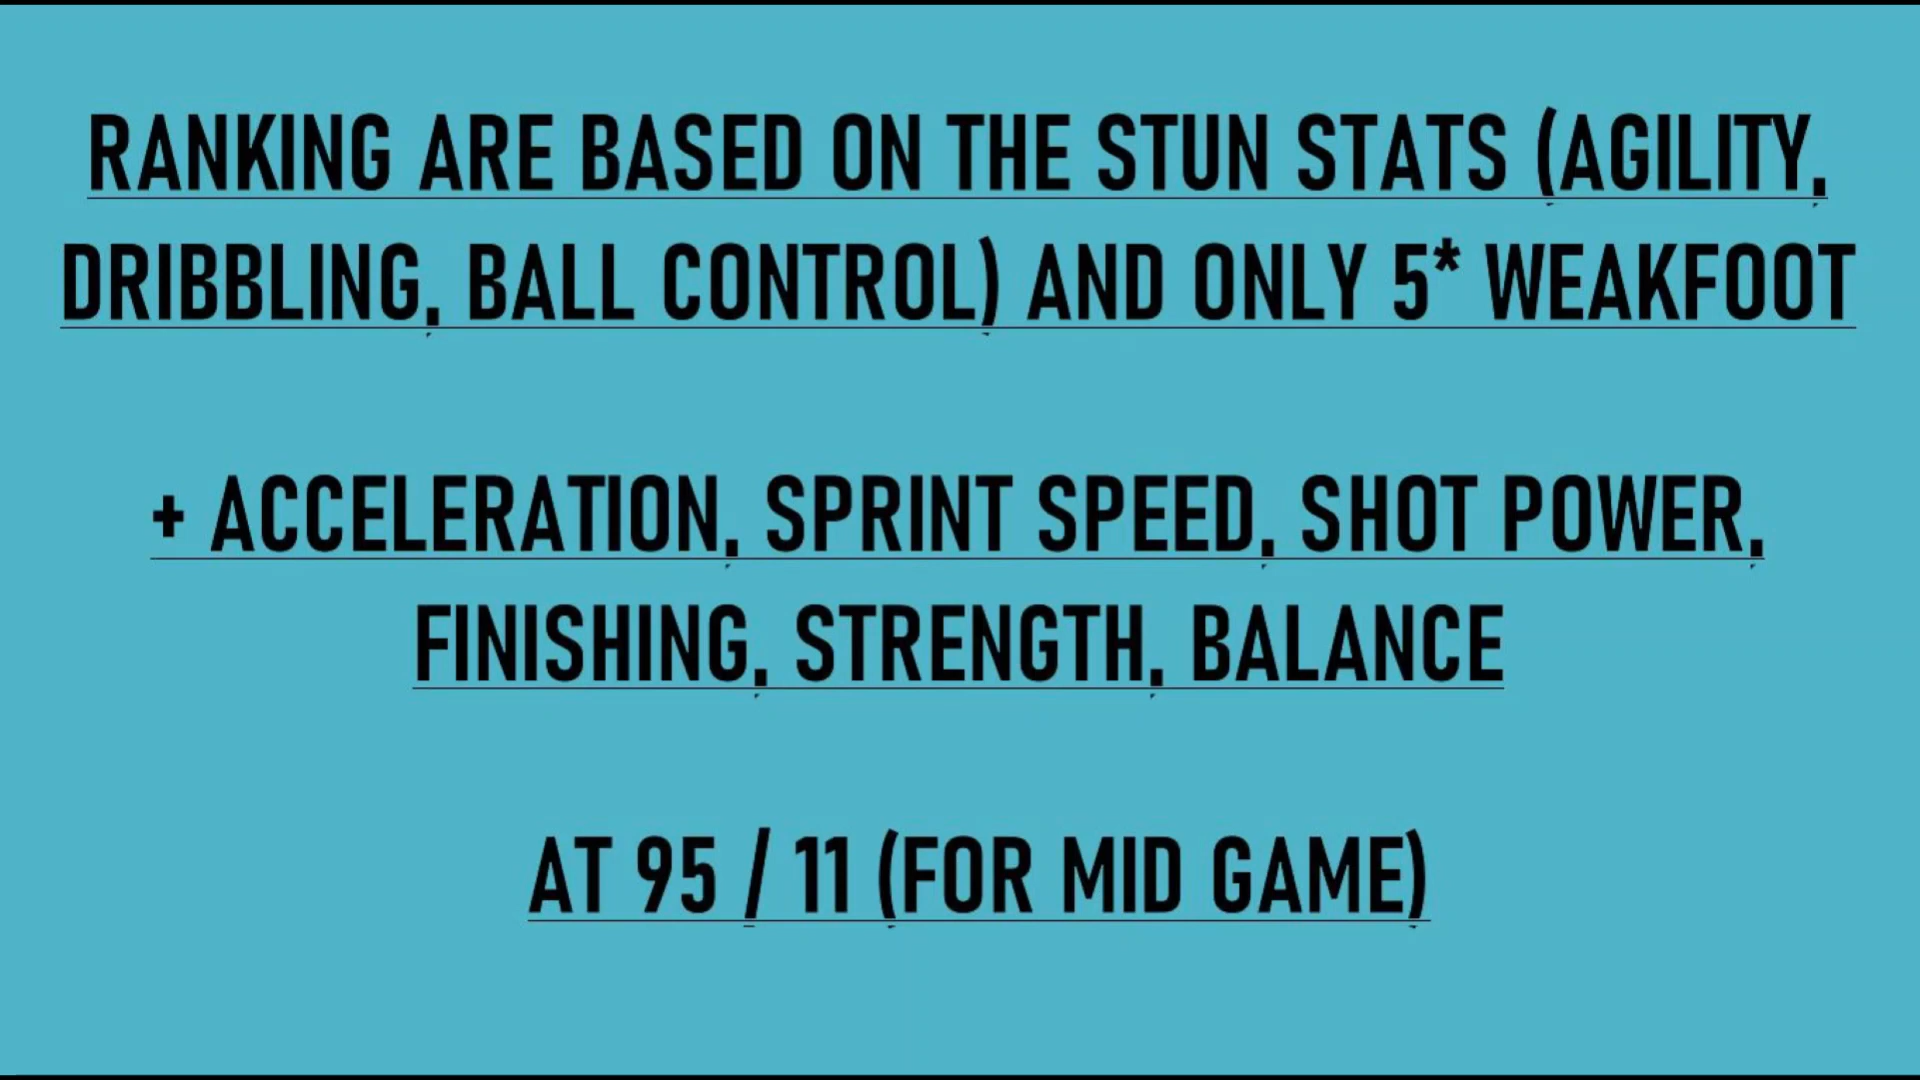 RANKING ARE BASED ON THE STUN STATS (AGILITY,
DRIBBLING, BALL CONTROL) AND ONLY 5* WEAKFOOT
+ ACCELERATION, SPRINT SPEED, SHOT POWER,
FINISHING, STRENGTH, BALANCE
AT 95 / 11 (FOR MID GAME)